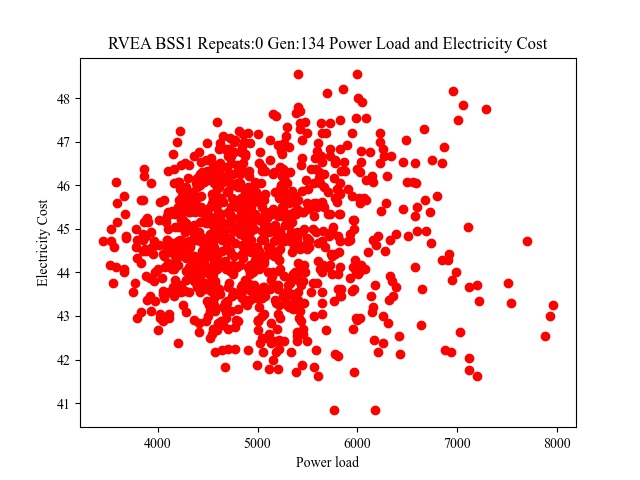 RVEA BSS1 Repeats:0 Gen:134 Power Load and Electricity Cost
48
47
46
45
44
43
42
41
Electricity Cost
4000 5000 6000 7000 8000
Power load